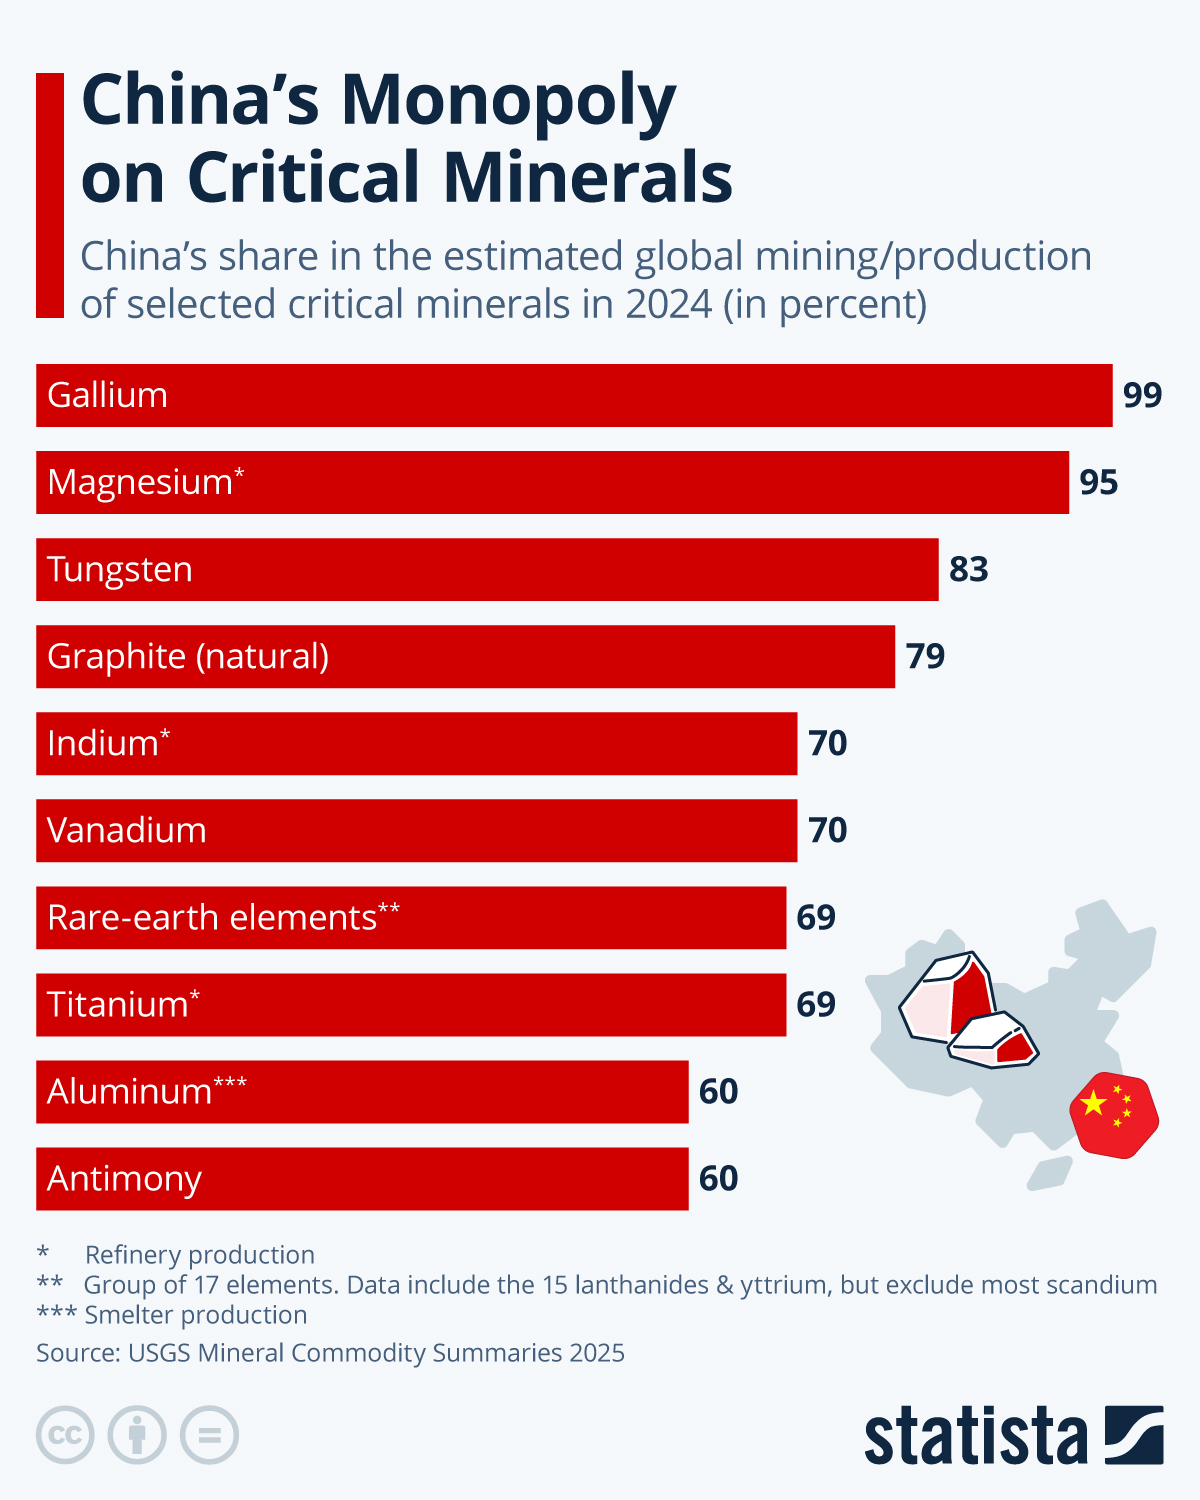 China’s Monopoly
on Critical Minerals
China’s share in the estimated global mining/production
of selected critical minerals in 2024 (in percent)
Gallium 99
Magnesium* 95
Tungsten 83
Graphite (natural) 79
Indium* 70
Vanadium 70
Rare-earth elements** 69
Titanium* 69
Aluminum*** 60
Antimony 60
* Refinery production
** Group of 17 elements. Data include the 15 lanthanides & yttrium, but exclude most scandium
*** Smelter production
Source: USGS Mineral Commodity Summaries 2025
cc
statista